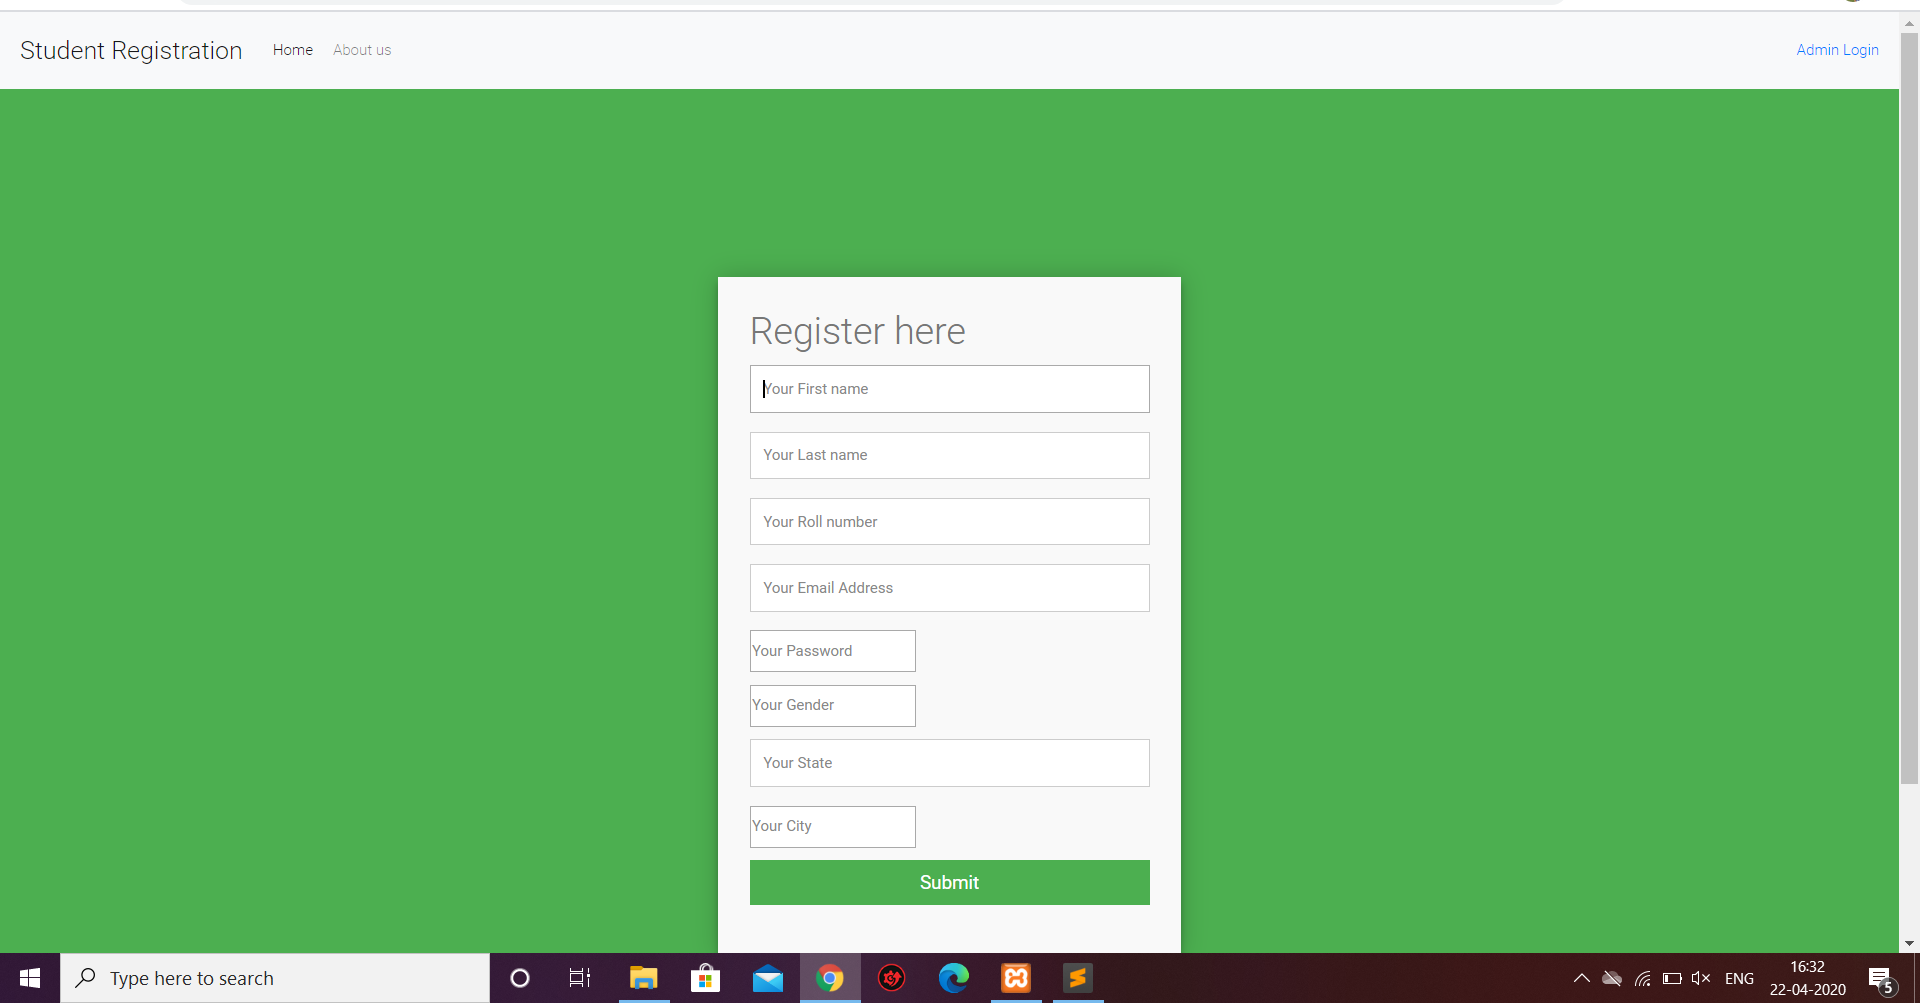 Student Registration Home About us Admin Login
Register here
Your First name
Your Last name
Your Roll number
Your Email Address
Your Password
Your Gender
Your State
Your City
Submit
Type here to search
ENG
16:32
22-04-2020
5